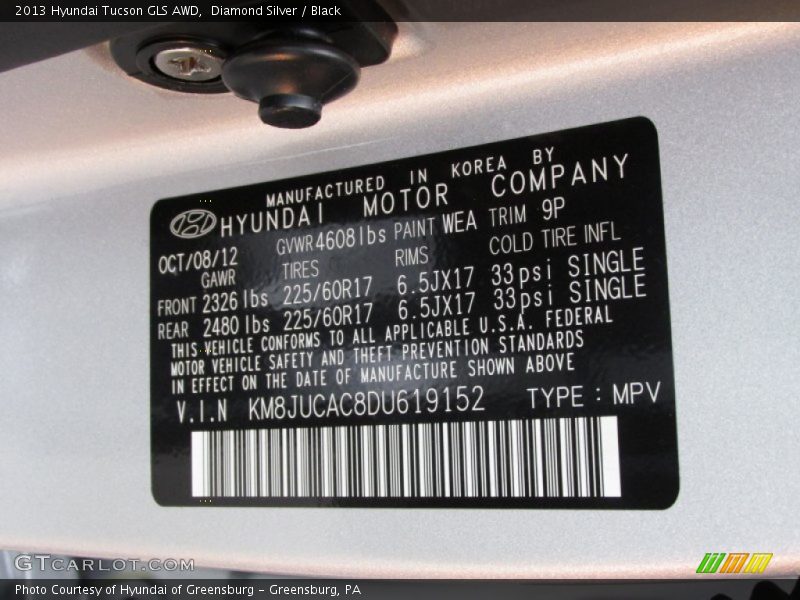 2013 Hyundai Tucson GLS AWD,  Diamond Silver / Black
MANUFACTURED IN KOREA BY
HYUNDAI MOTOR COMPANY
OCT/08/12 GVWR4608lbs PAINT WEA TRIM 9P
GAWR TIRES RIMS COLD TIRE INFL
FRONT 2326 lbs 225/60R17 6.5JX17 33psi SINGLE
REAR 2480 lbs 225/60R17 6.5JX17 33psi SINGLE
THIS VEHICLE CONFORMS TO ALL APPLICABLE U.S.A. FEDERAL
MOTOR VEHICLE SAFETY AND THEFT PREVENTION STANDARDS
IN EFFECT ON THE DATE OF MANUFACTURE SHOWN ABOVE
V.I.N KM8JUCAC8DU619152 TYPE : MPV
GTCARLOT.COM
Photo Courtesy of Hyundai of Greensburg - Greensburg, PA